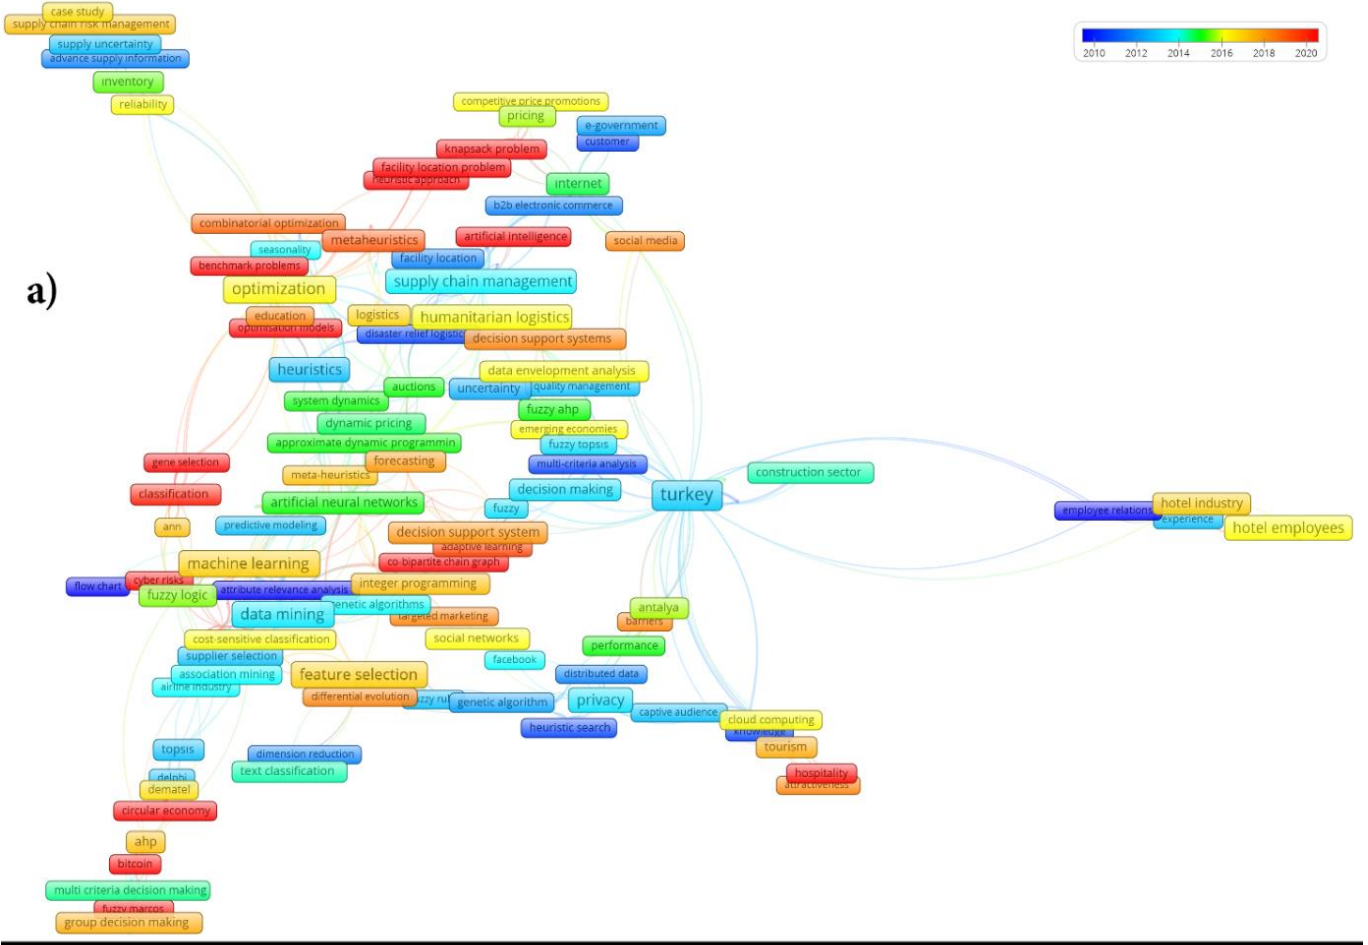 case study
supply chain risk management
supply uncertainty
advance supply information
inventory
reliability
2010 2012 2014 2016 2018 2020
competitive price promotions
pricing
e-government
customer
knapsack problem
facility location problem
heuristic approach
internet
b2b electronic commerce
combinatorial optimization
metaheuristics
artificial intelligence
social media
seasonality
facility location
benchmark problems
supply chain management
optimization
a)
education
logistics
humanitarian logistics
optimisation models
disaster relief logistics
decision support systems
heuristics
data envelopment analysis
auctions
uncertainty
quality management
system dynamics
fuzzy ahp
dynamic pricing
emerging economies
approximate dynamic programmin
fuzzy topsis
gene selection
forecasting
multi-criteria analysis
meta-heuristics
construction sector
classification
decision making
turkey
artificial neural networks
fuzzy
employee relations
hotel industry
experience
hotel employees
ann
predictive modeling
decision support system
adaptive learning
machine learning
co-bipartite chain graph
flow chart
cyber risks
attribute relevance analysis
integer programming
fuzzy logic
genetic algorithms
data mining
targeted marketing
antalya
barriers
cost-sensitive classification
social networks
performance
supplier selection
facebook
association mining
feature selection
distributed data
airline industry
differential evolution
genetic algorithm
privacy
captive audience
cloud computing
heuristic search
knowledge
topsis
dimension reduction
tourism
text classification
delphi
hospitality
dematel
attractiveness
circular economy
ahp
bitcoin
multi criteria decision making
fuzzy marcos
group decision making